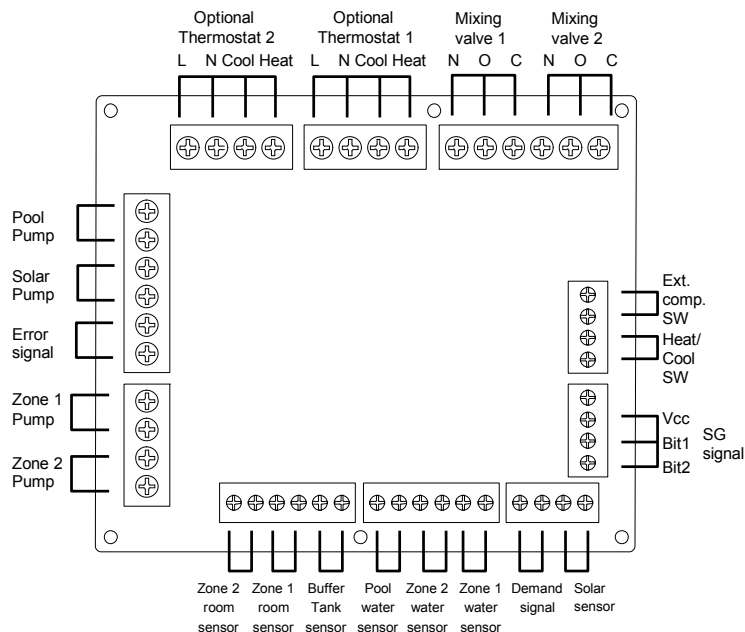 Optional
Thermostat 2
L N Cool Heat
Optional
Thermostat 1
L N Cool Heat
Mixing
valve 1
N O C
Mixing
valve 2
N O C
Pool
Pump
Solar
Pump
Error
signal
Zone 1
Pump
Zone 2
Pump
Ext.
comp.
SW
Heat/
Cool
SW
Vcc
Bit1
Bit2
SG
signal
Zone 2
room
sensor
Zone 1
room
sensor
Buffer
Tank
sensor
Pool
water
sensor
Zone 2
water
sensor
Zone 1
water
sensor
Demand
signal
Solar
sensor